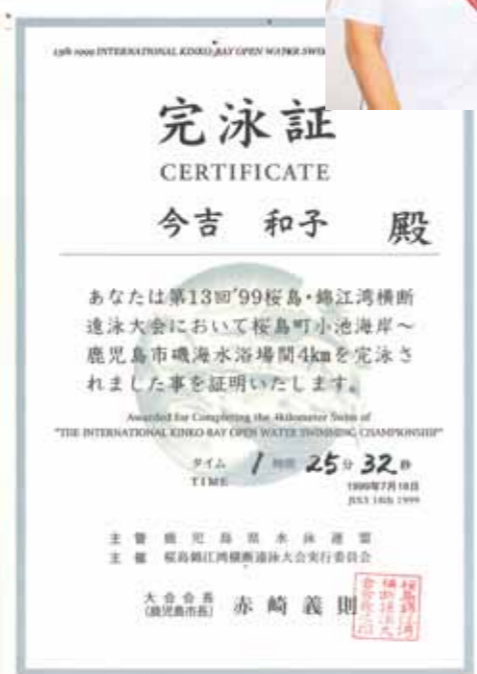 13th 1999 INTERNATIONAL KINKO-BAY OPEN WATER
完泳証
CERTIFICATE
今吉 和子 殿
あなたは第13回'99桜島・錦江湾横断
遠泳大会において桜島町小池海岸〜
鹿児島市磯海水浴場間4kmを完泳さ
れました事を証明いたします。
Awarded for Completing the 4kilometer Swim of
"THE INTERNATIONAL KINKO-BAY OPEN WATER SWIMMING CHAMPIONSHIP"
タイム 1 時間 25 分 32 秒
TIME
1999年7月18日
JULY 18th 1999
主管 鹿児島県水泳連盟
主催 桜島錦江湾横断遠泳大会実行委員会
大会会長
(鹿児島市長) 赤崎義則